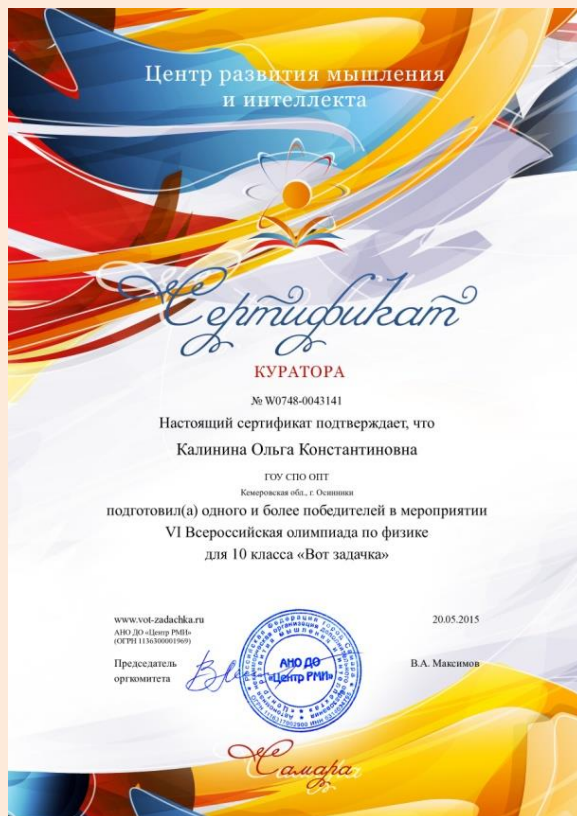 Центр развития мышления
и интеллекта
Сертификат
КУРАТОРА
№ W0748-0043141
Настоящий сертификат подтверждает, что
Калинина Ольга Константиновна
ГОУ СПО ОПТ
Кемеровская обл., г. Осинники
подготовил(а) одного и более победителей в мероприятии
VI Всероссийская олимпиада по физике
для 10 класса «Вот задачка»
www.vot-zadachka.ru
20.05.2015
АНО ДО «Центр РМИ»
(ОГРН 1136300001969)
Председатель
оргкомитета
АНО ДО
«Центр РМИ»
В.А. Максимов
Самара